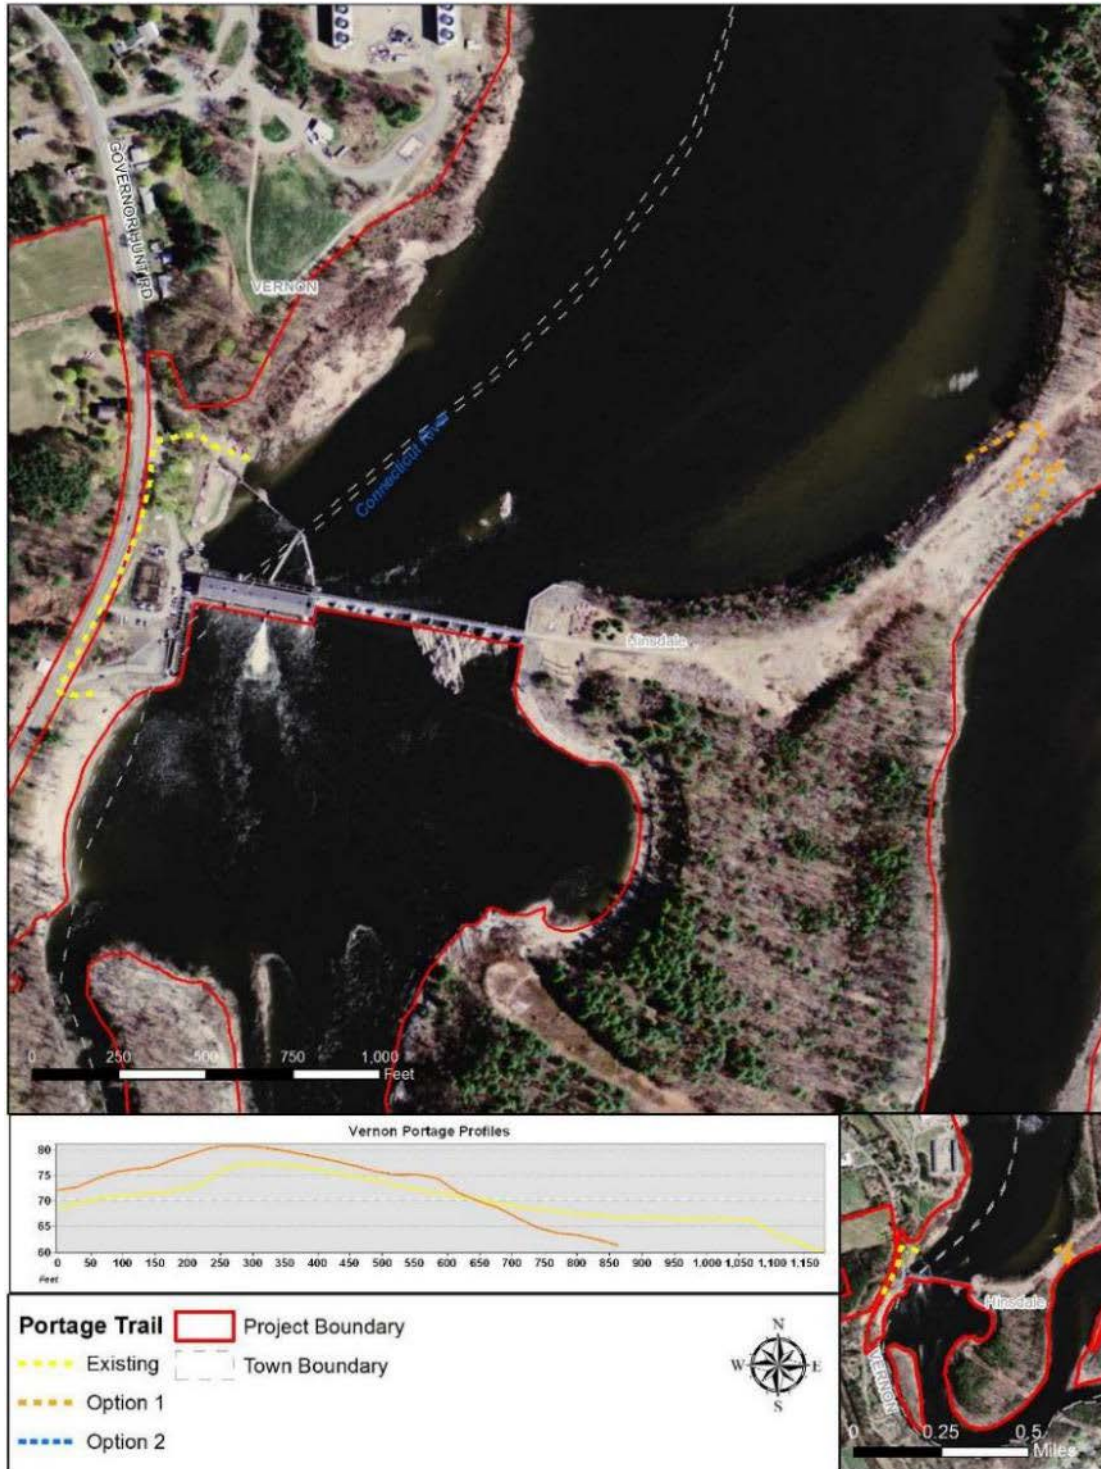 GOVERNOR HUNT RD
VERNON
Connecticut River
Hinsdale
0 250 500 750 1,000
Feet
Vernon Portage Profiles
80
75
70
65
60
0 50 100 150 200 250 300 350 400 450 500 550 600 650 700 750 800 850 900 950 1,000 1,050 1,100 1,150
Feet
Portage Trail
Project Boundary
Existing
Town Boundary
Option 1
Option 2
N
W E
S
Hinsdale
VERNON
0 0.25 0.5
Miles